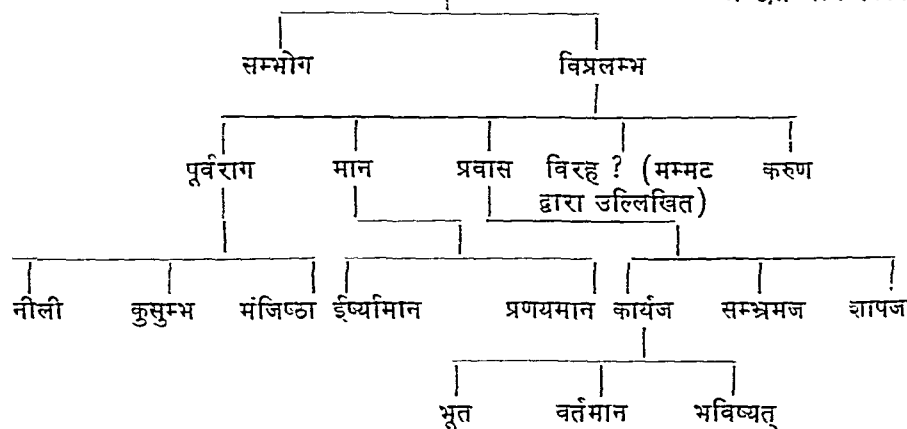 सम्भोग विप्रलम्भ
पूर्वराग मान प्रवास विरह ? (मम्मट करुण
द्वारा उल्लिखित)
नीली कुसुम्भ मंजिष्ठा ईर्ष्यामान प्रणयमान कार्यज सम्भ्रमज शापज
भूत वर्तमान भविष्यत्